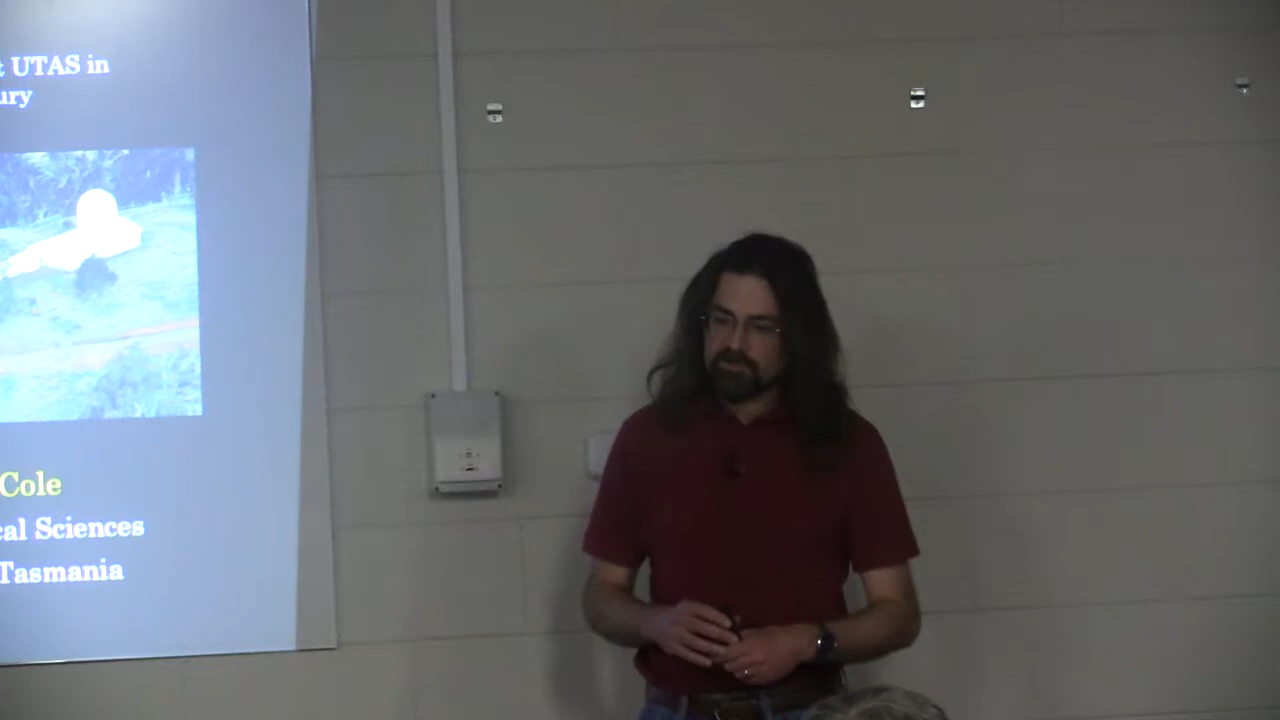 t UTAS in
ury
Cole
cal Sciences
Tasmania